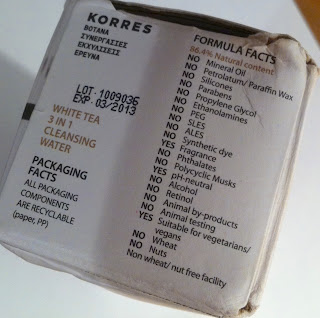 KORRES
ΒΟΤΑΝΑ
ΣΥΝΕΡΓΑΣΙΕΣ
ΕΚΧΥΛΙΣΕΙΣ
ΕΡΕΥΝΑ
LOT: 1009036
EXP: 03/2013
WHITE TEA
3 IN 1
CLEANSING
WATER
PACKAGING
FACTS
ALL PACKAGING
COMPONENTS
ARE RECYCLABLE
(paper, PP)
FORMULA FACTS
86.4% Natural content
NO Mineral Oil
NO Petrolatum/ Paraffin Wax
NO Silicones
NO Parabens
NO Propylene Glycol
NO Ethanolamines
NO PEG
NO SLES
NO ALES
NO Synthetic dye
YES Fragrance
NO Phthalates
NO Polycyclic Musks
YES pH-neutral
NO Alcohol
NO Retinol
NO Animal by-products
NO Animal testing
YES Suitable for vegetarians/
vegans
NO Wheat
NO Nuts
Non wheat/ nut free facility